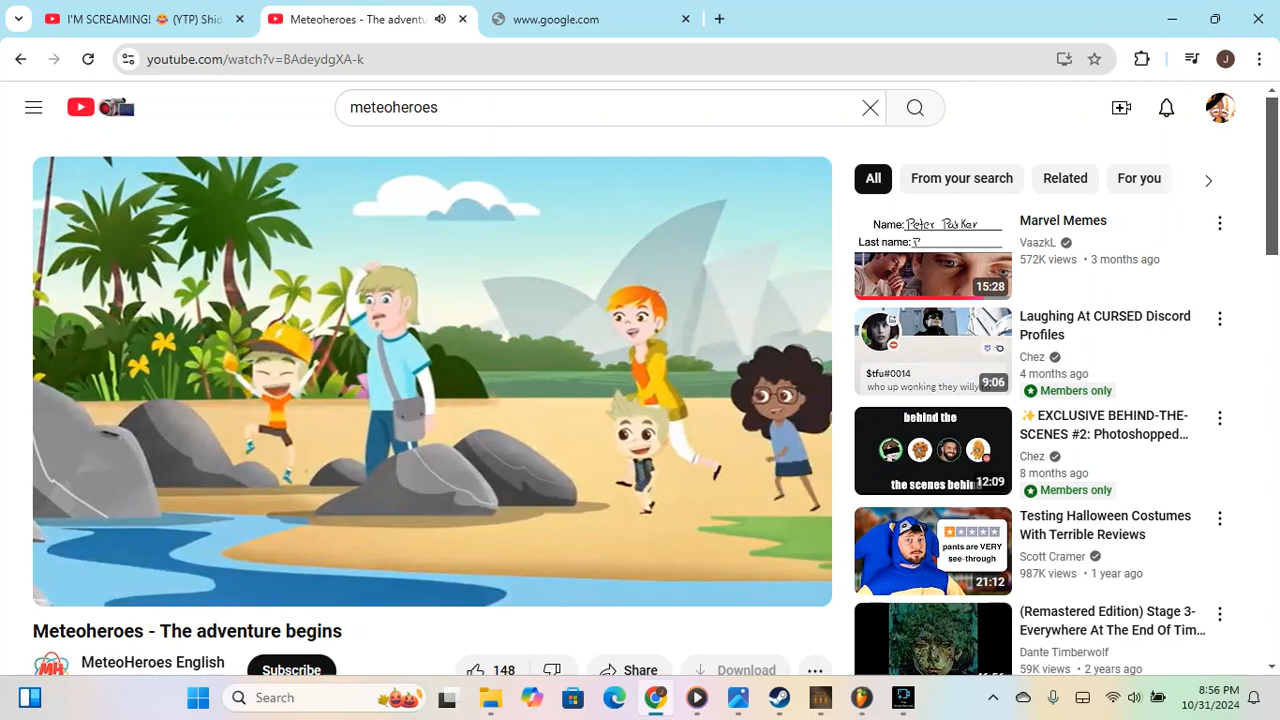 I'M SCREAMING! 😂 (YTP) Shid
Meteoheroes - The adventu
www.google.com
youtube.com/watch?v=BAdeydgXA-k
J
meteoheroes
All
From your search
Related
For you
Name: Peter Parker
Last name: P
15:28
Marvel Memes
VaazkL
572K views • 3 months ago
$tfu#0014
who up wonking they willy
9:06
Laughing At CURSED Discord
Profiles
Chez
4 months ago
Members only
behind the
the scenes behin
12:09
✨EXCLUSIVE BEHIND-THE-
SCENES #2: Photoshopped...
Chez
8 months ago
Members only
pants are VERY
see-through
21:12
Testing Halloween Costumes
With Terrible Reviews
Scott Cramer
987K views • 1 year ago
(Remastered Edition) Stage 3-
Everywhere At The End Of Tim...
Dante Timberwolf
59K views • 2 years ago
Meteoheroes - The adventure begins
MH
MeteoHeroes English
Subscribe
148
Share
Download
Search
8:56 PM
10/31/2024